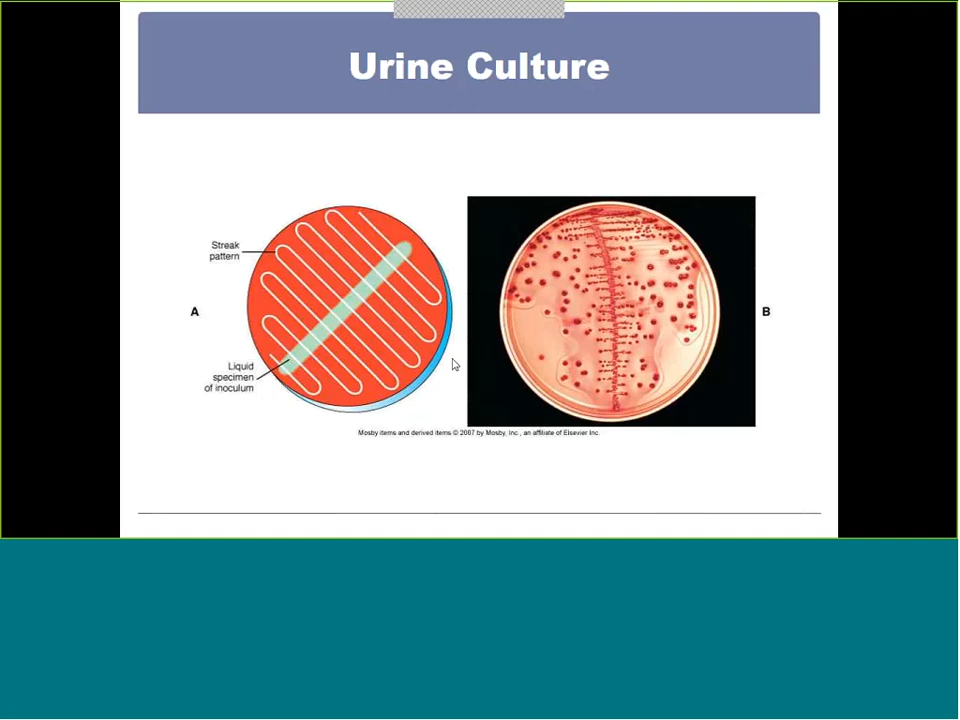 Urine Culture
Streak
pattern
A
B
Liquid
specimen
of inoculum
Mosby items and derived items © 2007 by Mosby, Inc., an affiliate of Elsevier Inc.